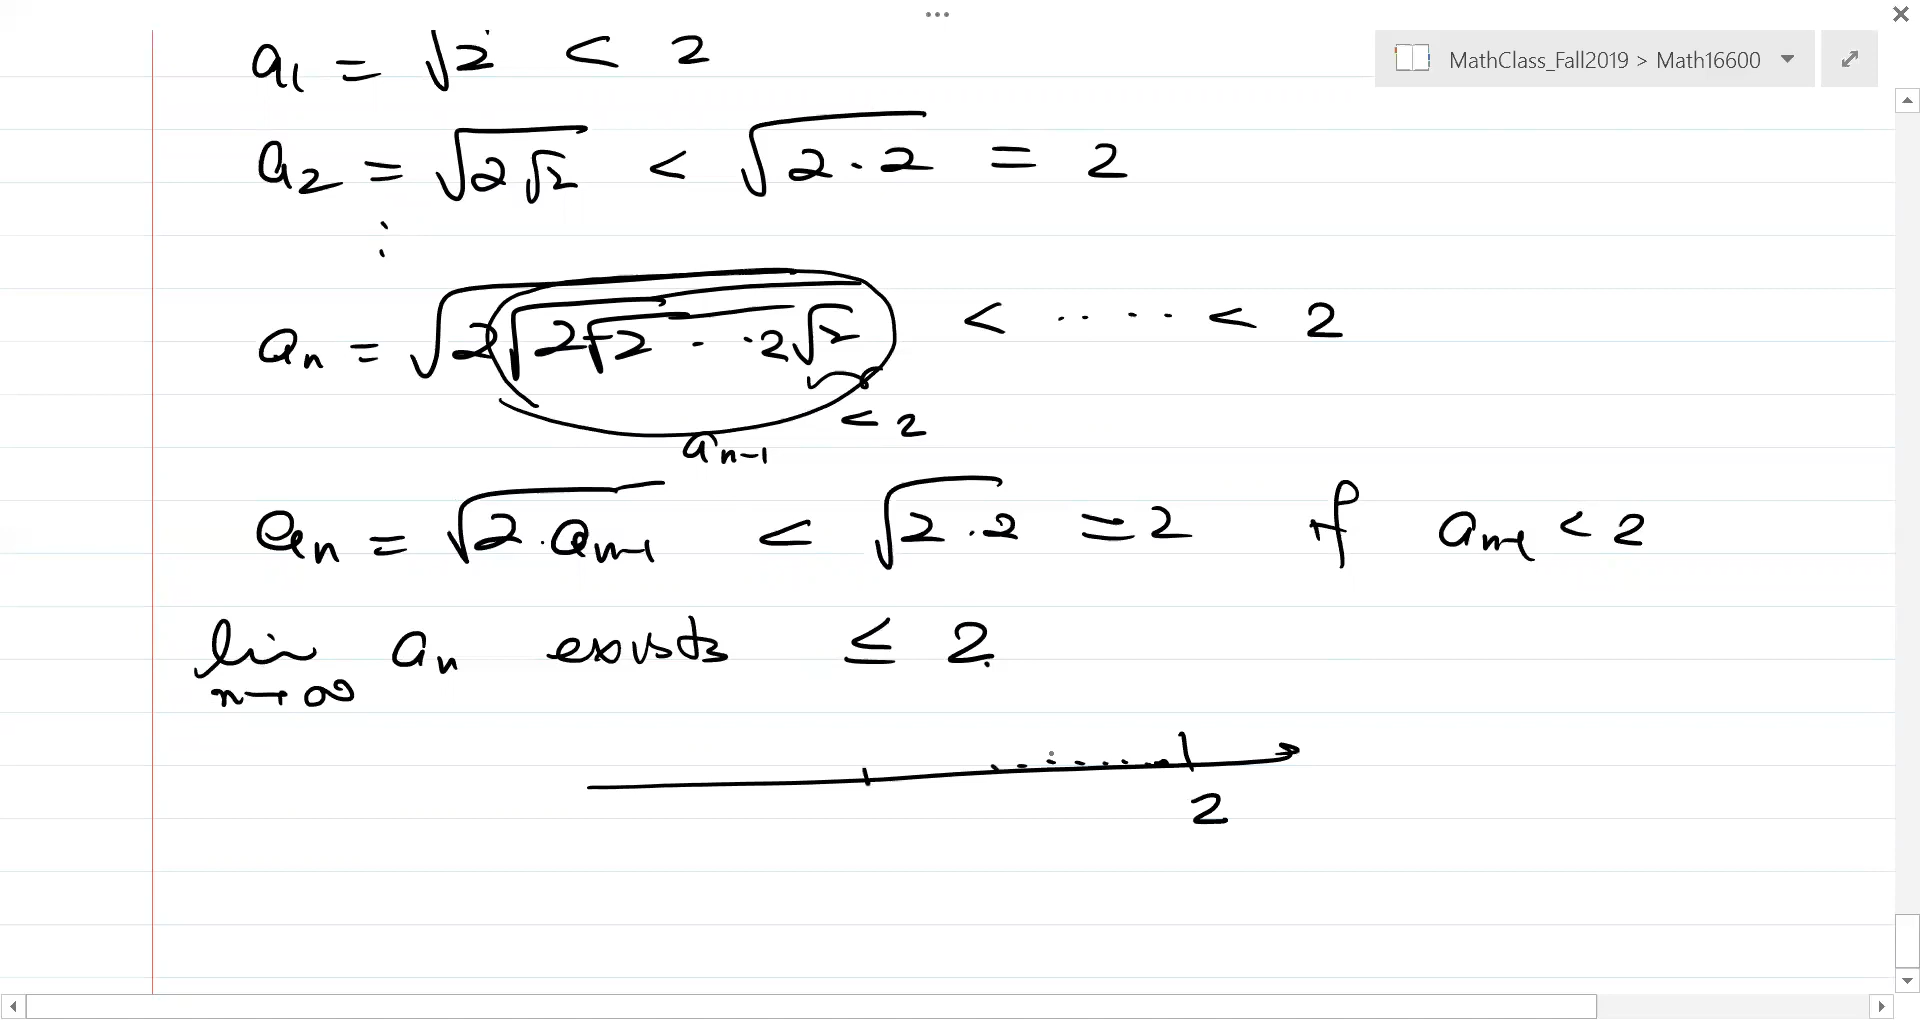 MathClass_Fall2019 > Math16600
a₁ = √2 < 2
a₂ = √(2√2) < √(2·2) = 2
⋮
aₙ = √(2√(2√(2 · · 2√2))) < ····· < 2
< 2
aₙ₋₁
aₙ = √(2·aₙ₋₁) < √(2·2) = 2 if aₙ₋₁ < 2
lim aₙ exists ≤ 2.
n→∞
2